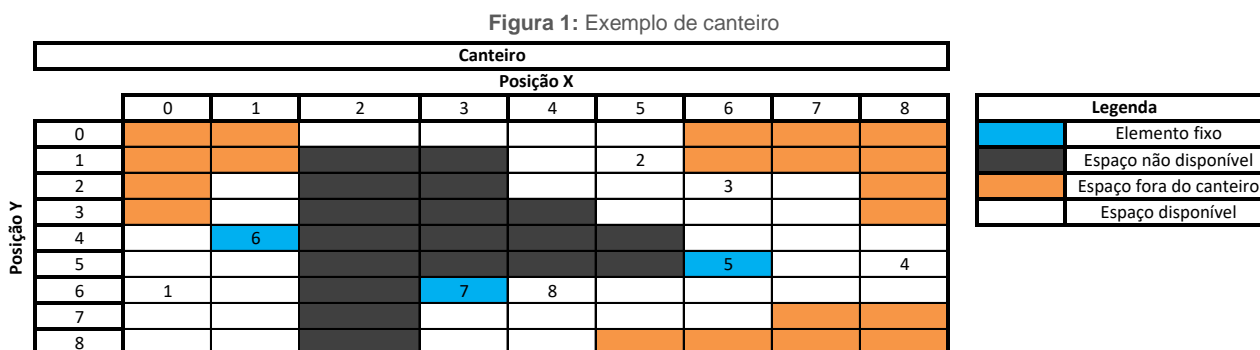 Figura 1: Exemplo de canteiro
Canteiro
Posição X
0 1 2 3 4 5 6 7 8
Legenda
0
Elemento fixo
1 2
Espaço não disponível
2 3
Espaço fora do canteiro
3
Espaço disponível
Posição Y
4 6
5 5 4
6 1 7 8
7
8